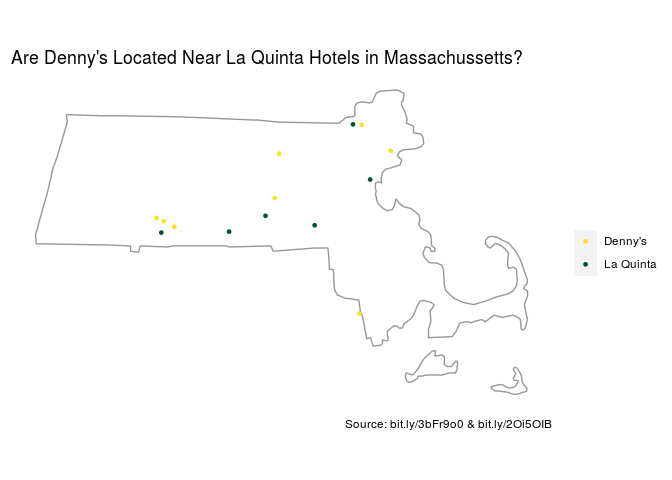 Are Denny's Located Near La Quinta Hotels in Massachussetts?
Denny's
La Quinta
Source: bit.ly/3bFr9o0 & bit.ly/2Oi5OIB